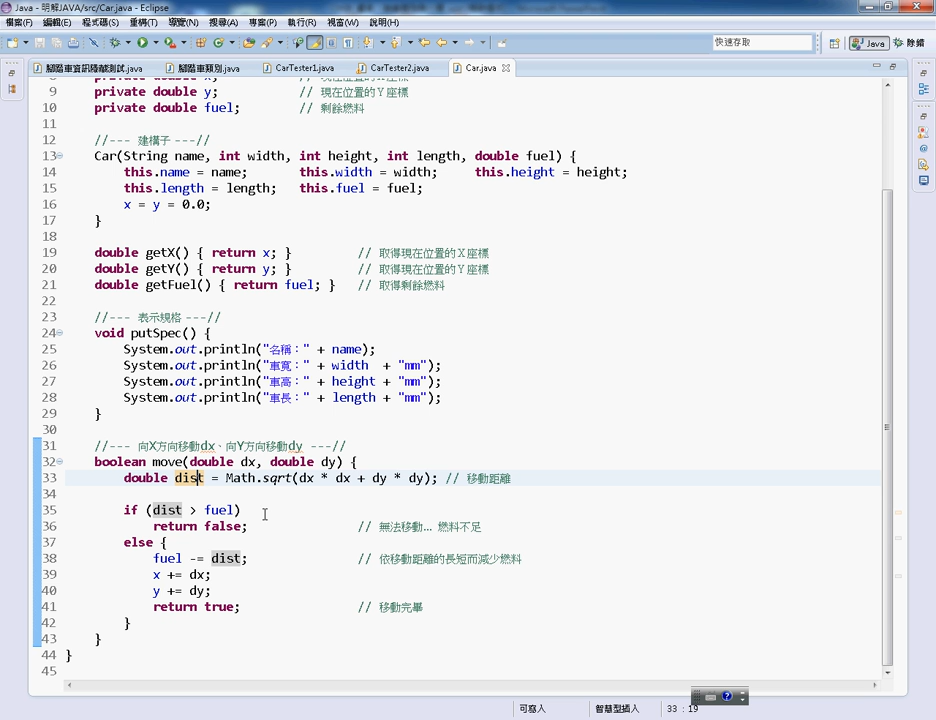 Java - 明解JAVA/src/Car.java - Eclipse
檔案(F) 編輯(E) 程式碼(S) 重構(T) 導覽(N) 搜尋(A) 專案(P) 執行(R) 視窗(W) 說明(H)
快速存取 Java 除錯
腳踏車類別.java CarTester1.java CarTester2.java Car.java
9 private double y; // 現在位置的Y座標
10 private double fuel; // 剩餘燃料
11
12 //--- 建構子 ---//
13 Car(String name, int width, int height, int length, double fuel) {
14 this.name = name; this.width = width; this.height = height;
15 this.length = length; this.fuel = fuel;
16 x = y = 0.0;
17 }
18
19 double getX() { return x; } // 取得現在位置的X座標
20 double getY() { return y; } // 取得現在位置的Y座標
21 double getFuel() { return fuel; } // 取得剩餘燃料
22
23 //--- 表示規格 ---//
24 void putSpec() {
25 System.out.println("名稱：" + name);
26 System.out.println("車寬：" + width + "mm");
27 System.out.println("車高：" + height + "mm");
28 System.out.println("車長：" + length + "mm");
29 }
30
31 //--- 向X方向移動dx、向Y方向移動dy ---//
32 boolean move(double dx, double dy) {
33 double dist = Math.sqrt(dx * dx + dy * dy); // 移動距離
34
35 if (dist > fuel)
36 return false; // 無法移動... 燃料不足
37 else {
38 fuel -= dist; // 依移動距離的長短而減少燃料
39 x += dx;
40 y += dy;
41 return true; // 移動完畢
42 }
43 }
44 }
45
可寫入 智慧型插入 33 : 19